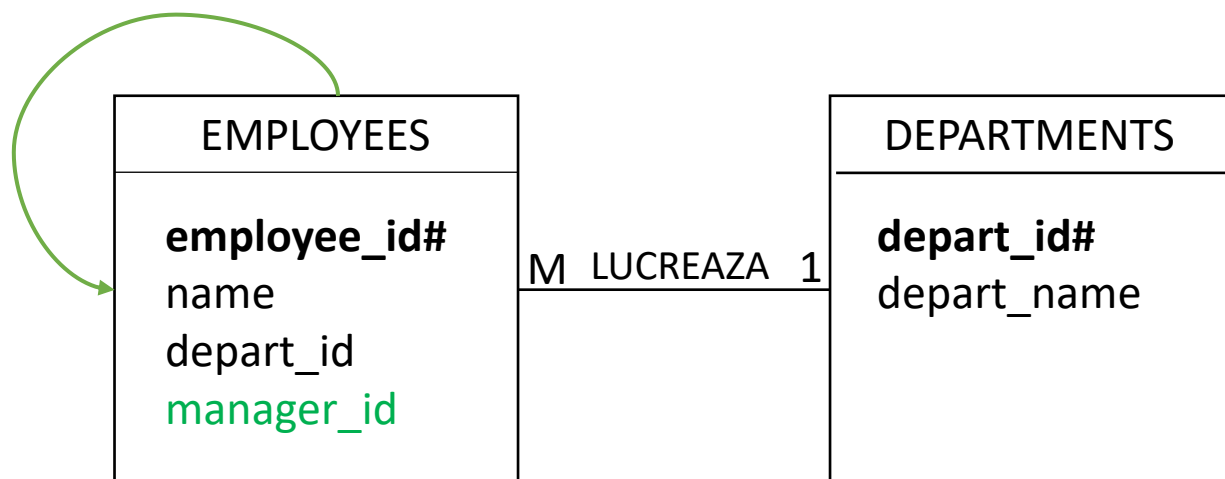 EMPLOYEES
employee_id#
name
depart_id
manager_id
M LUCREAZA 1
DEPARTMENTS
depart_id#
depart_name